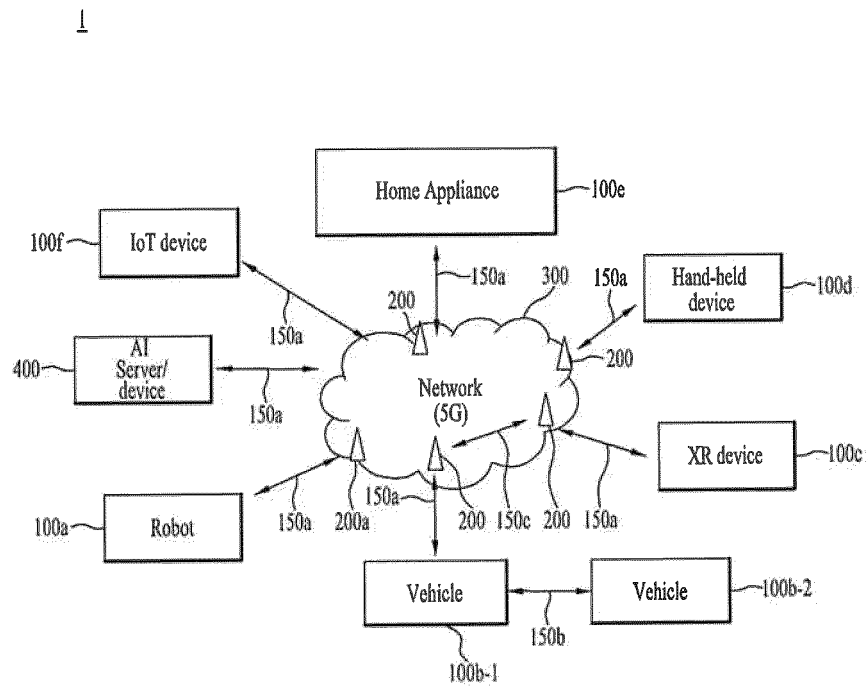 1
Home Appliance
100e
100f
IoT device
150a
200
300
150a
Hand-held
device
100d
150a
200
400
AI
Server/
device
150a
Network
(5G)
XR device
100c
100a
Robot
150a
200a
150a
200
150c
200
150a
Vehicle
150b
Vehicle
100b-2
100b-1